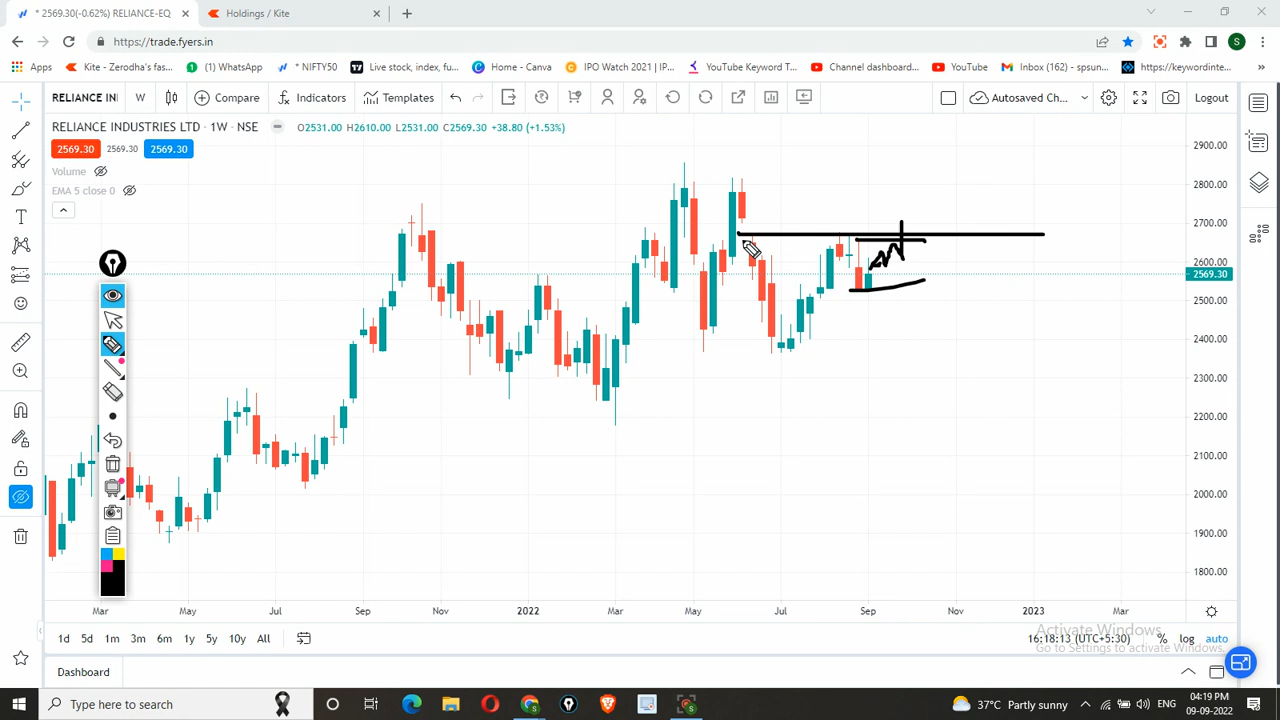 * 2569.30(-0.62%) RELIANCE-EQ
Holdings / Kite
https://trade.fyers.in
S
Apps
Kite - Zerodha's fas...
(1) WhatsApp
* NIFTY50
Live stock, index, fu...
Home - Canva
IPO Watch 2021 | IP...
YouTube Keyword T...
Channel dashboard...
YouTube
Inbox (162) - spsun...
https://keywordinte...
RELIANCE IN
W
Compare
Indicators
Templates
Autosaved Ch...
Logout
RELIANCE INDUSTRIES LTD · 1W · NSE
O2531.00 H2610.00 L2531.00 C2569.30 +38.80 (+1.53%)
2569.30
2569.30
2569.30
Volume
EMA 5 close 0
2900.00
2800.00
2700.00
2600.00
2569.30
2500.00
2400.00
2300.00
2200.00
2100.00
2000.00
1900.00
1800.00
Mar
May
Jul
Sep
Nov
2022
Mar
May
Jul
Sep
Nov
2023
Mar
1d 5d 1m 3m 6m 1y 5y 10y All
16:18:13 (UTC+5:30)
% log auto
Activate Windows
Go to Settings to activate Windows.
Dashboard
Type here to search
37°C Partly sunny
ENG
04:19 PM
09-09-2022